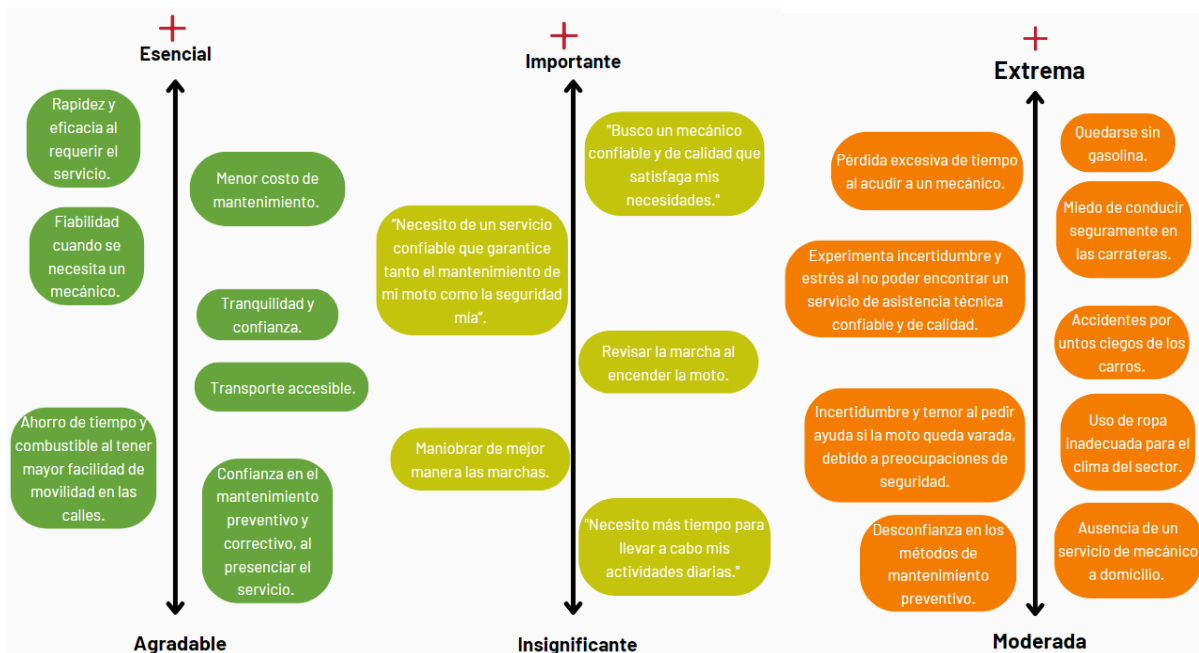 Esencial
Rapidez y
eficacia al
requerir el
servicio.
Menor costo de
mantenimiento.
Fiabilidad
cuando se
necesita un
mecánico.
Tranquilidad y
confianza.
Transporte accesible.
Ahorro de tiempo y
combustible al tener
mayor facilidad de
movilidad en las
calles.
Confianza en el
mantenimiento
preventivo y
correctivo, al
presenciar el
servicio.
Agradable
Importante
"Busco un mecánico
confiable y de calidad que
satisfaga mis
necesidades."
"Necesito de un servicio
confiable que garantice
tanto el mantenimiento de
mi moto como la seguridad
mía".
Revisar la marcha al
encender la moto.
Maniobrar de mejor
manera las marchas.
"Necesito más tiempo para
llevar a cabo mis
actividades diarias."
Insignificante
Extrema
Quedarse sin
gasolina.
Pérdida excesiva de tiempo
al acudir a un mecánico.
Miedo de conducir
seguramente en
las carrateras.
Experimenta incertidumbre y
estrés al no poder encontrar un
servicio de asistencia técnica
confiable y de calidad.
Accidentes por
untos ciegos de los
carros.
Incertidumbre y temor al pedir
ayuda si la moto queda varada,
debido a preocupaciones de
seguridad.
Uso de ropa
inadecuada para el
clima del sector.
Desconfianza en los
métodos de
mantenimiento
preventivo.
Ausencia de un
servicio de mecánico
a domicilio.
Moderada